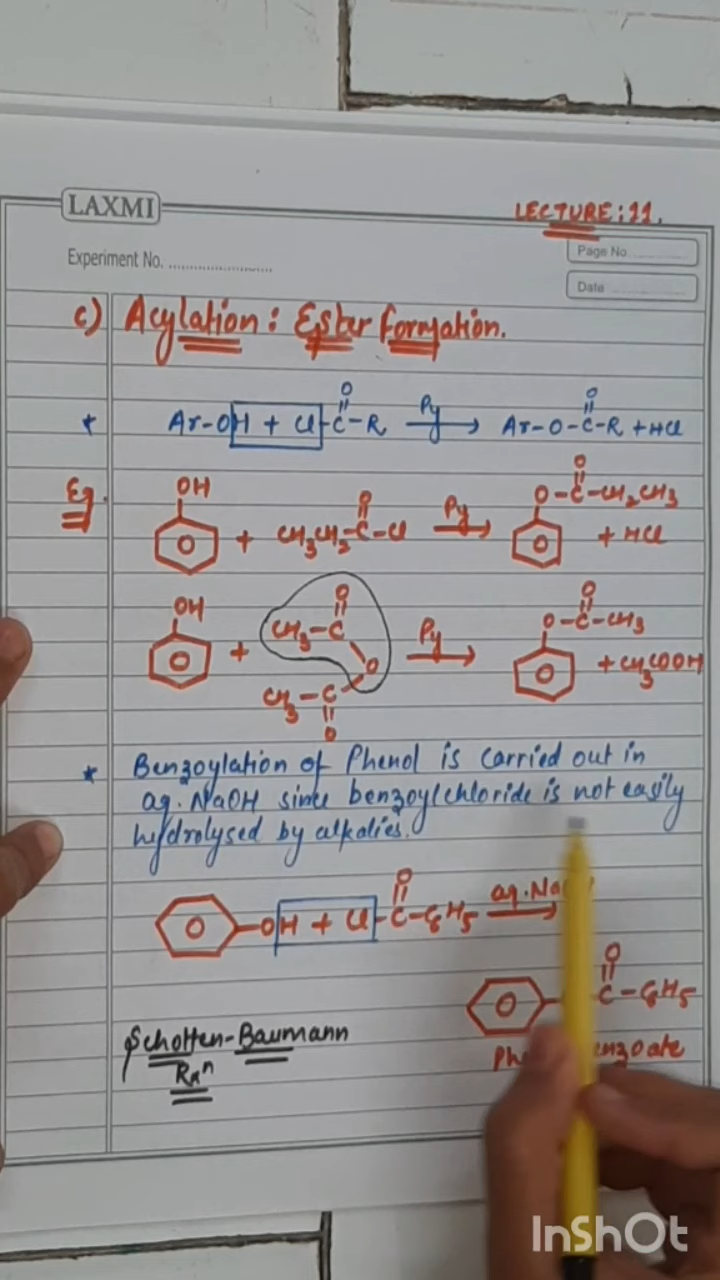 LAXMI
LECTURE: 11.
Experiment No. ........................
Page No. ................
Date ................
c) Acylation: Ester Formation.
* Ar-OH + Cl-C-R Py → Ar-O-C-R + HCl
O O
Eg. OH O O
O + CH3CH2-C-Cl Py → O-C-CH2CH3
O + HCl
OH O O
O + CH3-C Py → O-C-CH3
O O + CH3COOH
CH3-C
O
* Benzoylation of Phenol is carried out in
aq. NaOH since benzoylchloride is not easily
hydrolysed by alkalies.
O
O -OH + Cl-C-C6H5 aq. →
O
O C-C6H5
Schotten-Baumann
Rxn
InShOt